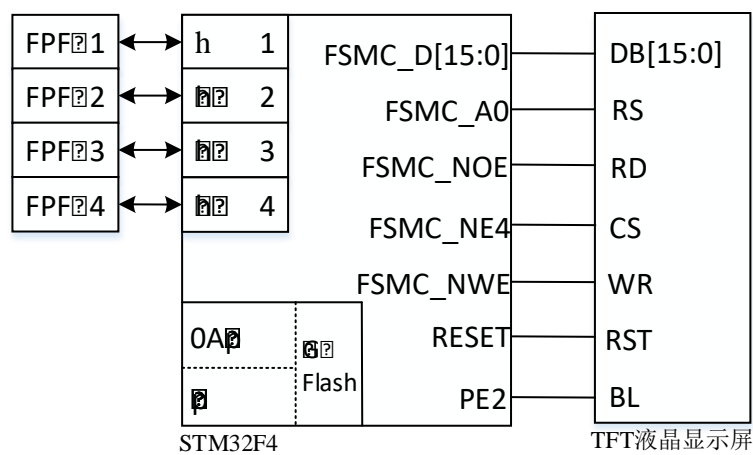 FPF 1
h 1
FPF 2
2
FPF 3
3
FPF 4
h 4
FSMC_D[15:0]
DB[15:0]
FSMC_A0
RS
FSMC_NOE
RD
FSMC_NE4
CS
FSMC_NWE
WR
RESET
RST
PE2
BL
Flash
STM32F4
TFT液晶显示屏